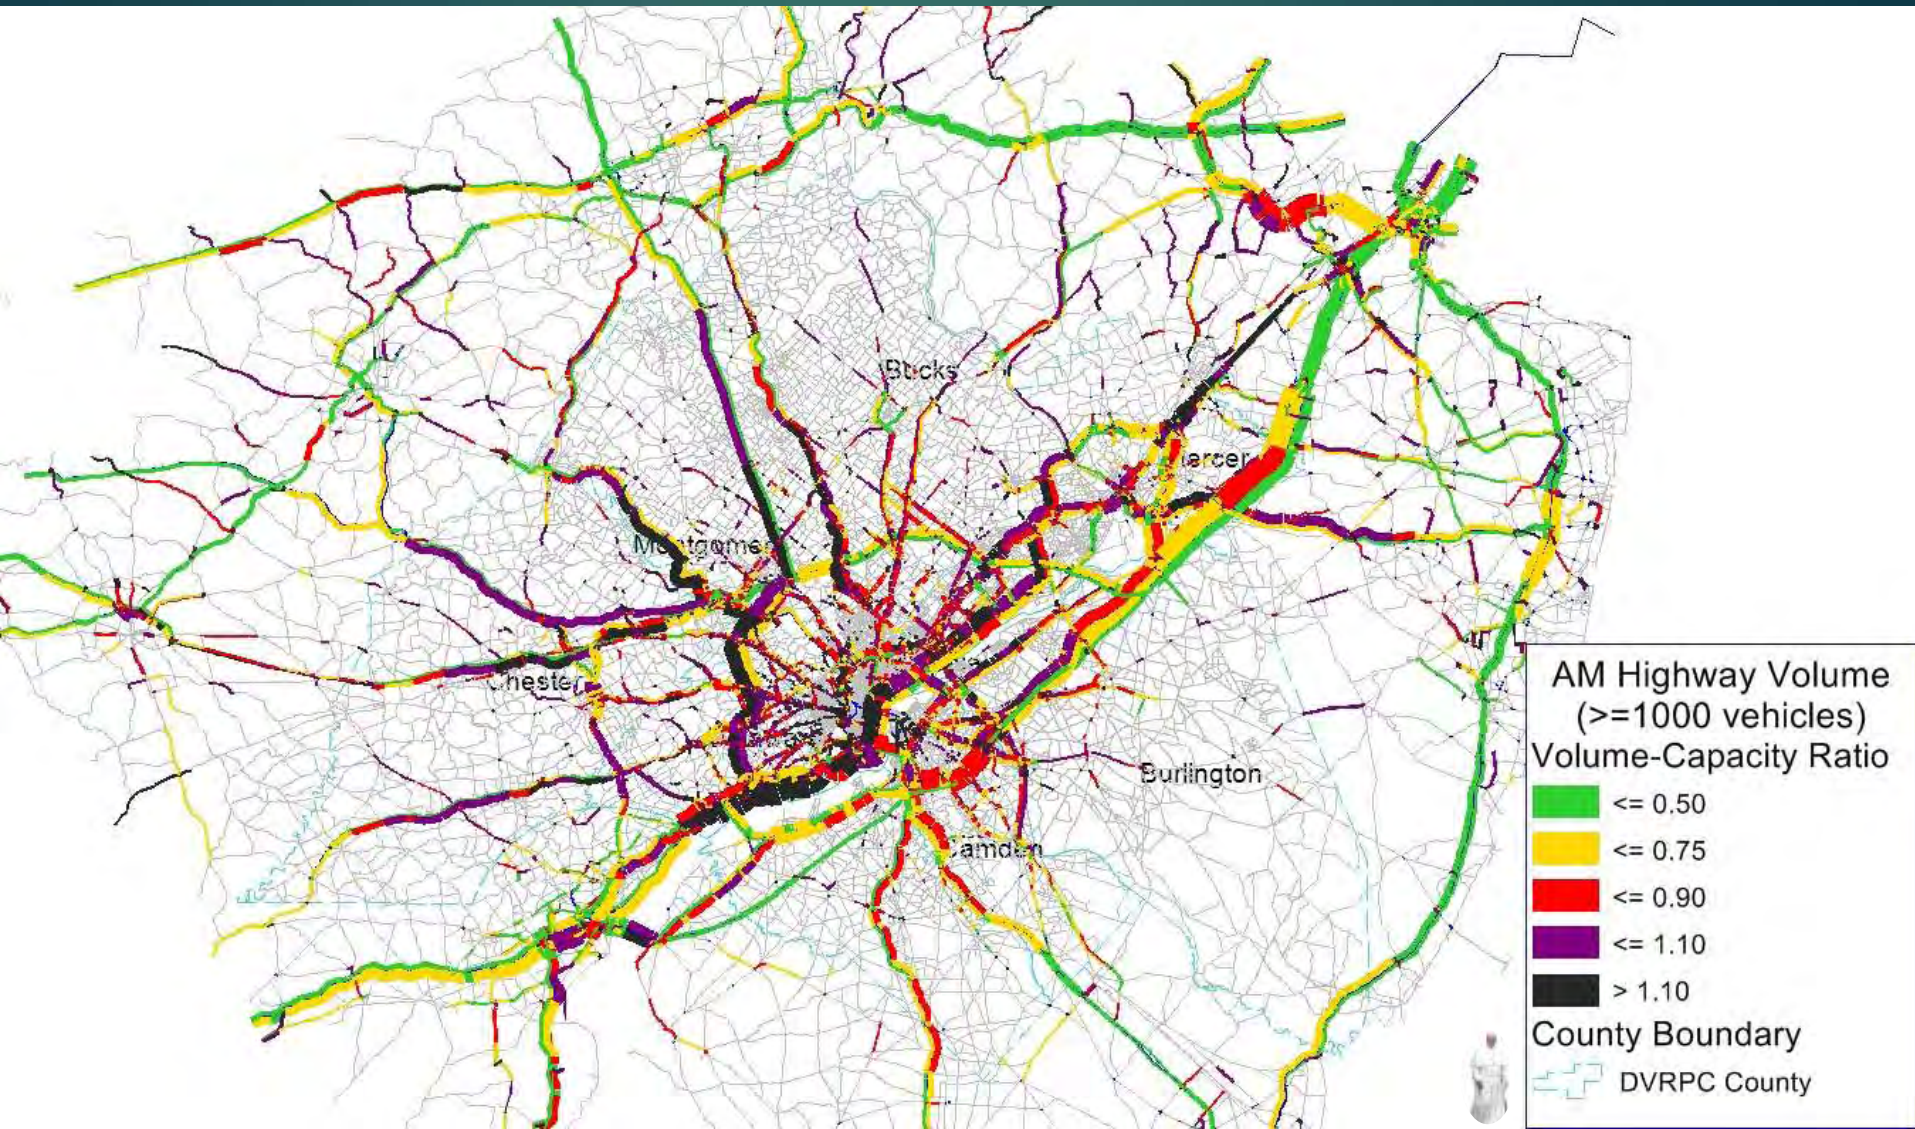 Bucks
Mercer
Montgomer
Chester
Burlington
Camden
AM Highway Volume
(>=1000 vehicles)
Volume-Capacity Ratio
<= 0.50
<= 0.75
<= 0.90
<= 1.10
> 1.10
County Boundary
DVRPC County